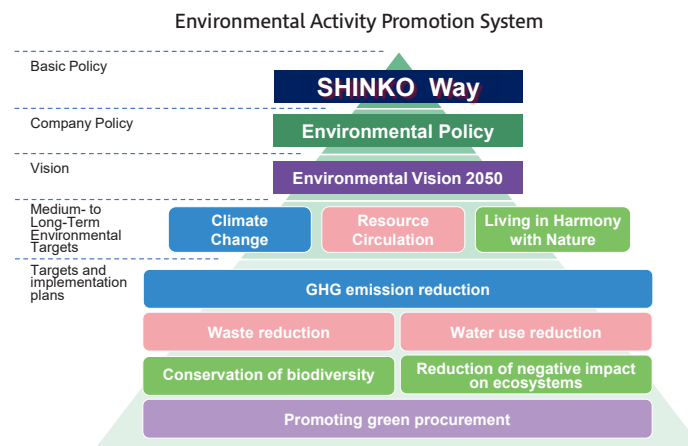 Environmental Activity Promotion System
Basic Policy
SHINKO Way
Company Policy
Environmental Policy
Vision
Environmental Vision 2050
Medium- to
Long-Term
Environmental
Targets
Climate
Change
Resource
Circulation
Living in Harmony
with Nature
Targets and
implementation
plans
GHG emission reduction
Waste reduction
Water use reduction
Conservation of biodiversity
Reduction of negative impact
on ecosystems
Promoting green procurement